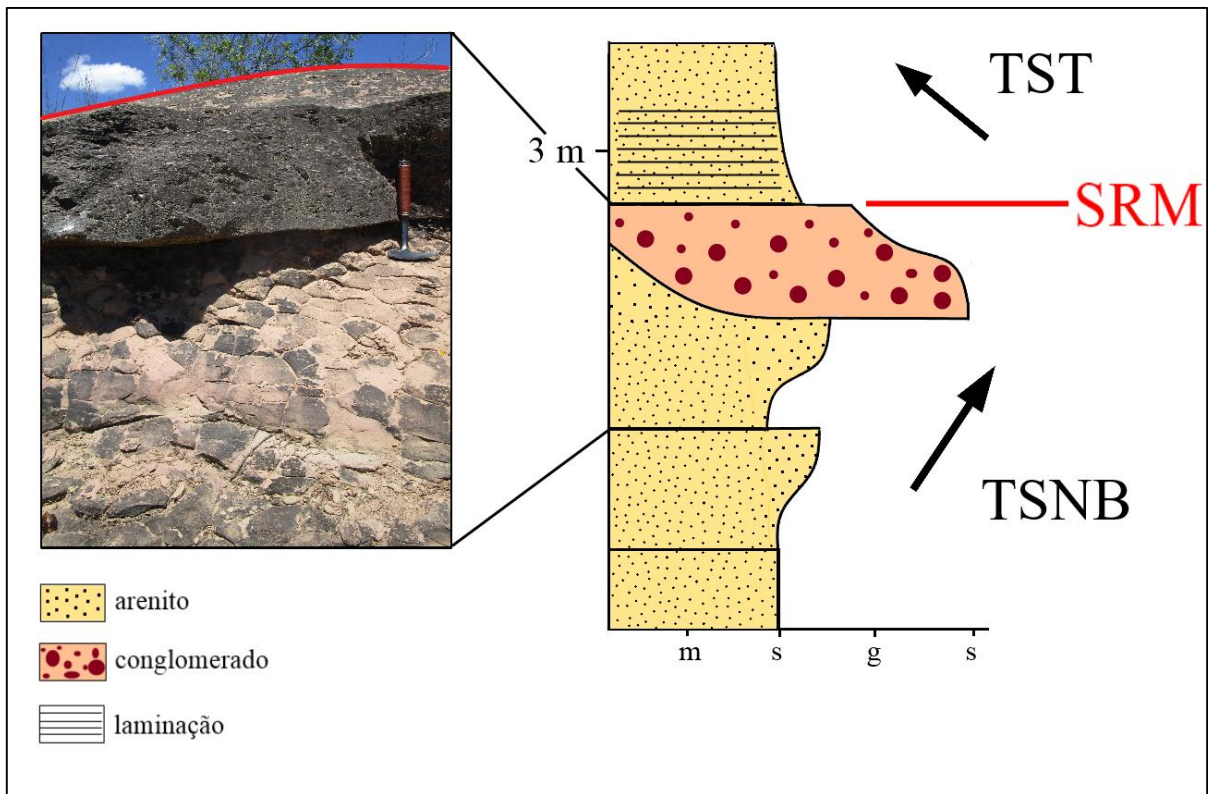 TST
3 m
SRM
TSNB
m s g s
arenito
conglomerado
laminação